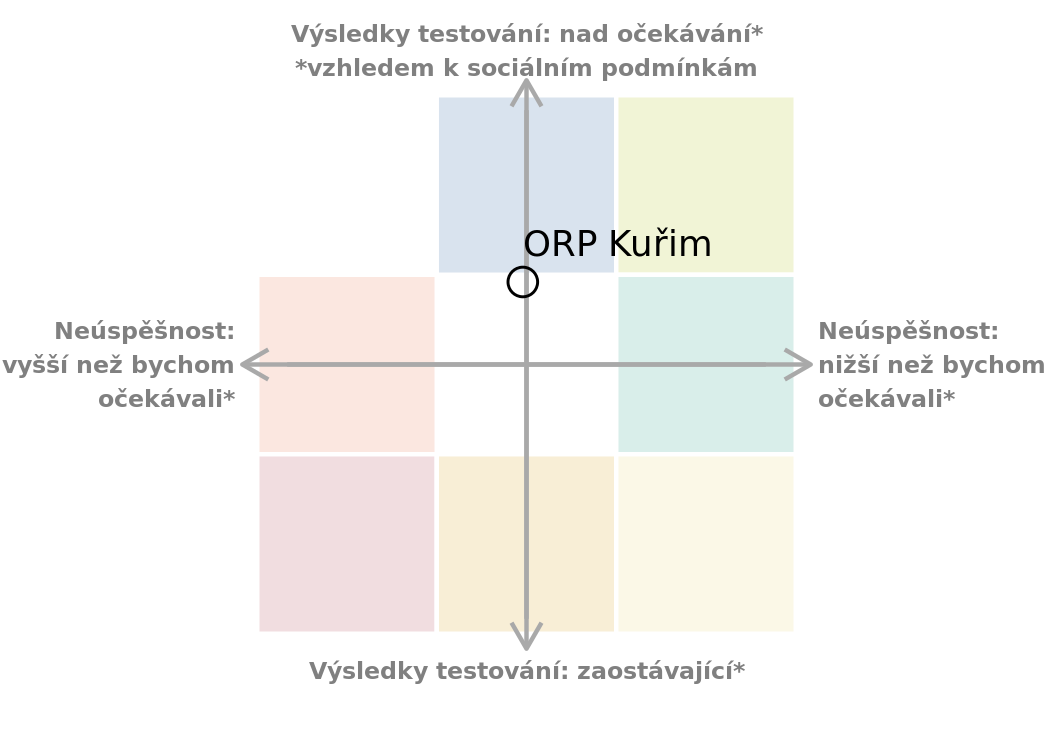 Výsledky testování: nad očekávání*
*vzhledem k sociálním podmínkám
ORP Kuřim
Neúspěšnost:
vyšší než bychom
očekávali*
Neúspěšnost:
nižší než bychom
očekávali*
Výsledky testování: zaostávající*